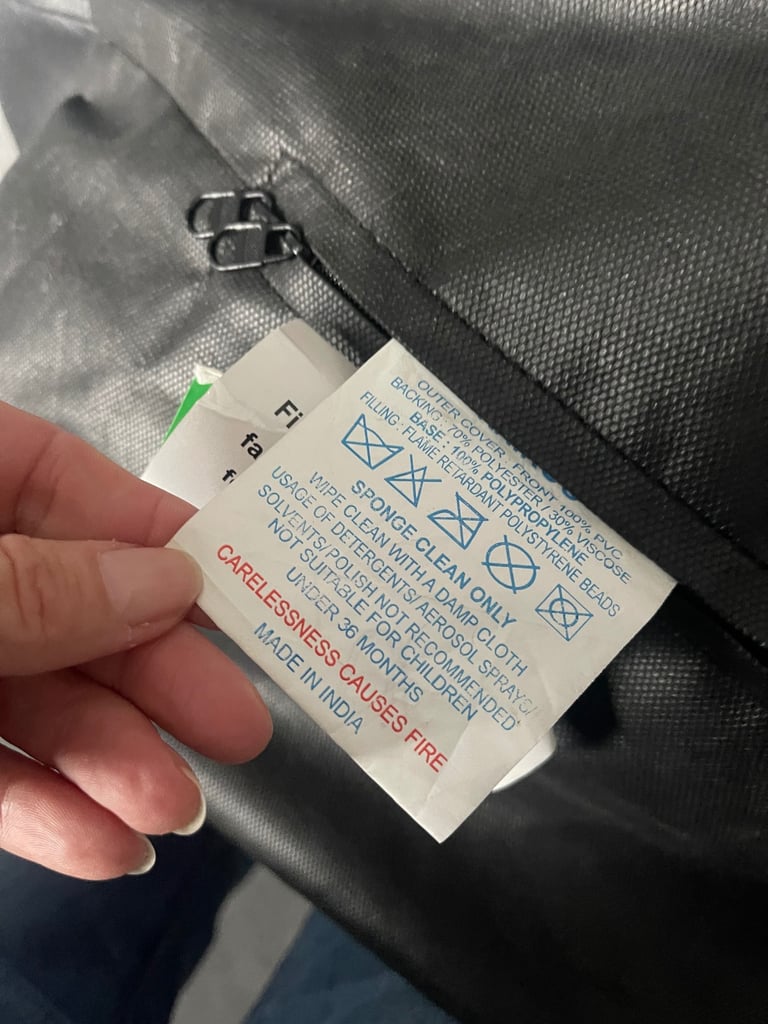 OUTER COVER : FRONT 100% PVC
BACKING : 70% POLYESTER / 30% VISCOSE
BASE : 100% POLYPROPYLENE
FILLING : FLAME RETARDANT POLYSTYRENE BEADS
SPONGE CLEAN ONLY
WIPE CLEAN WITH A DAMP CLOTH
USAGE OF DETERGENTS/AEROSOL SPRAYS/
SOLVENTS/POLISH NOT RECOMMENDED
NOT SUITABLE FOR CHILDREN
UNDER 36 MONTHS
CARELESSNESS CAUSES FIRE
MADE IN INDIA
Fi
fa
f